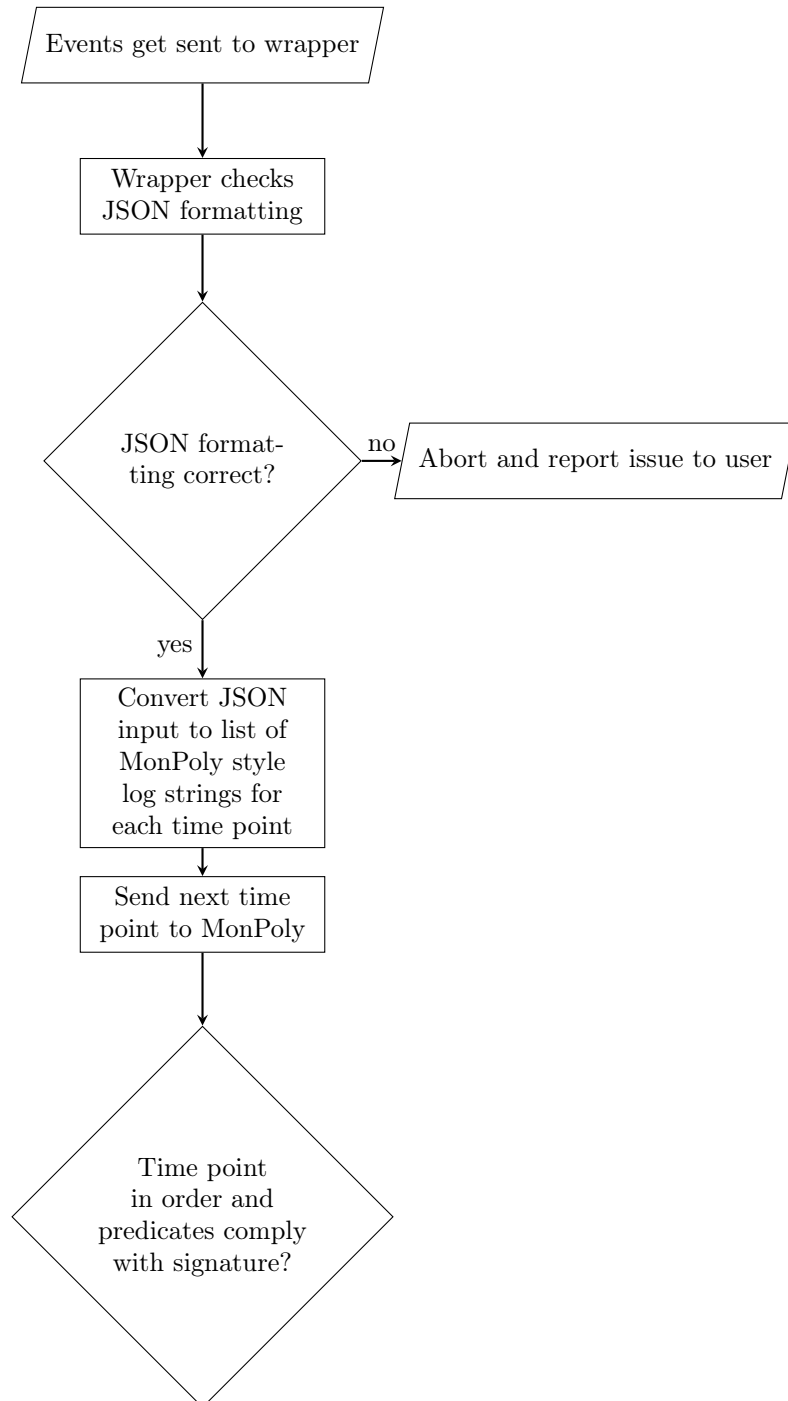 Events get sent to wrapper
Wrapper checks
JSON formatting
JSON format-
ting correct?
no
Abort and report issue to user
yes
Convert JSON
input to list of
MonPoly style
log strings for
each time point
Send next time
point to MonPoly
Time point
in order and
predicates comply
with signature?